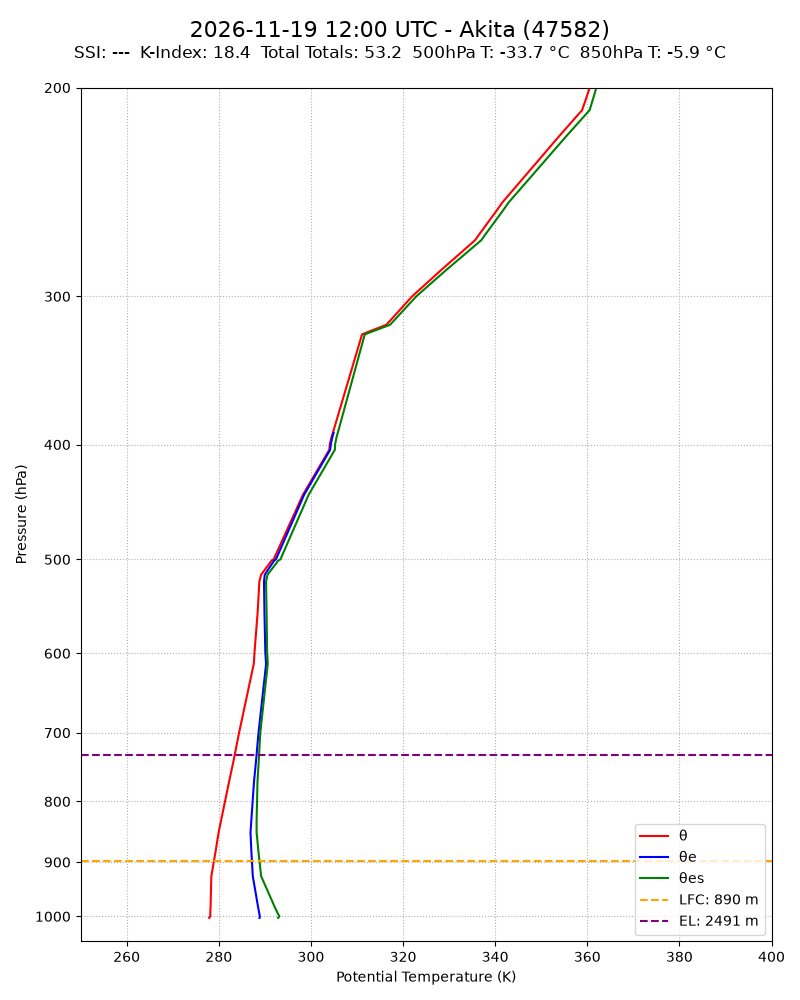 2026-11-19 12:00 UTC - Akita (47582)
SSI: ---  K-Index: 18.4  Total Totals: 53.2  500hPa T: -33.7 °C  850hPa T: -5.9 °C
200
300
400
500
600
700
800
900
1000
Pressure (hPa)
θ
θe
θes
LFC: 890 m
EL: 2491 m
260 280 300 320 340 360 380 400
Potential Temperature (K)